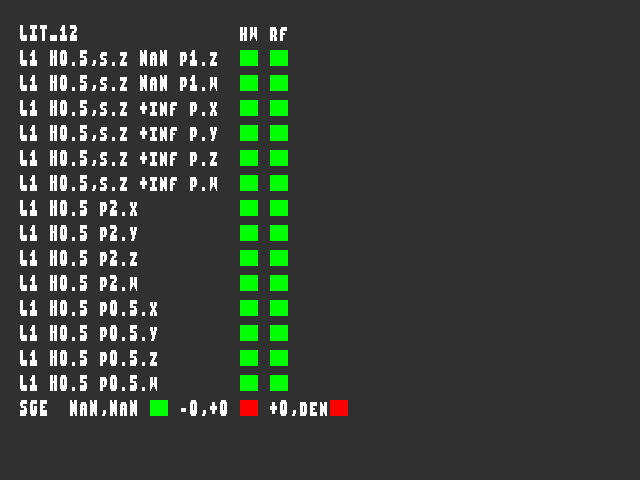 LIT_12 HW RF
L1 H0.5,s.z NaN p1.z
L1 H0.5,s.z NaN p1.w
L1 H0.5,s.z +INF p.x
L1 H0.5,s.z +INF p.y
L1 H0.5,s.z +INF p.z
L1 H0.5,s.z +INF p.w
L1 H0.5 p2.x
L1 H0.5 p2.y
L1 H0.5 p2.z
L1 H0.5 p2.w
L1 H0.5 p0.5.x
L1 H0.5 p0.5.y
L1 H0.5 p0.5.z
L1 H0.5 p0.5.w
SGE NaN,NaN -0,+0 +0,DEN